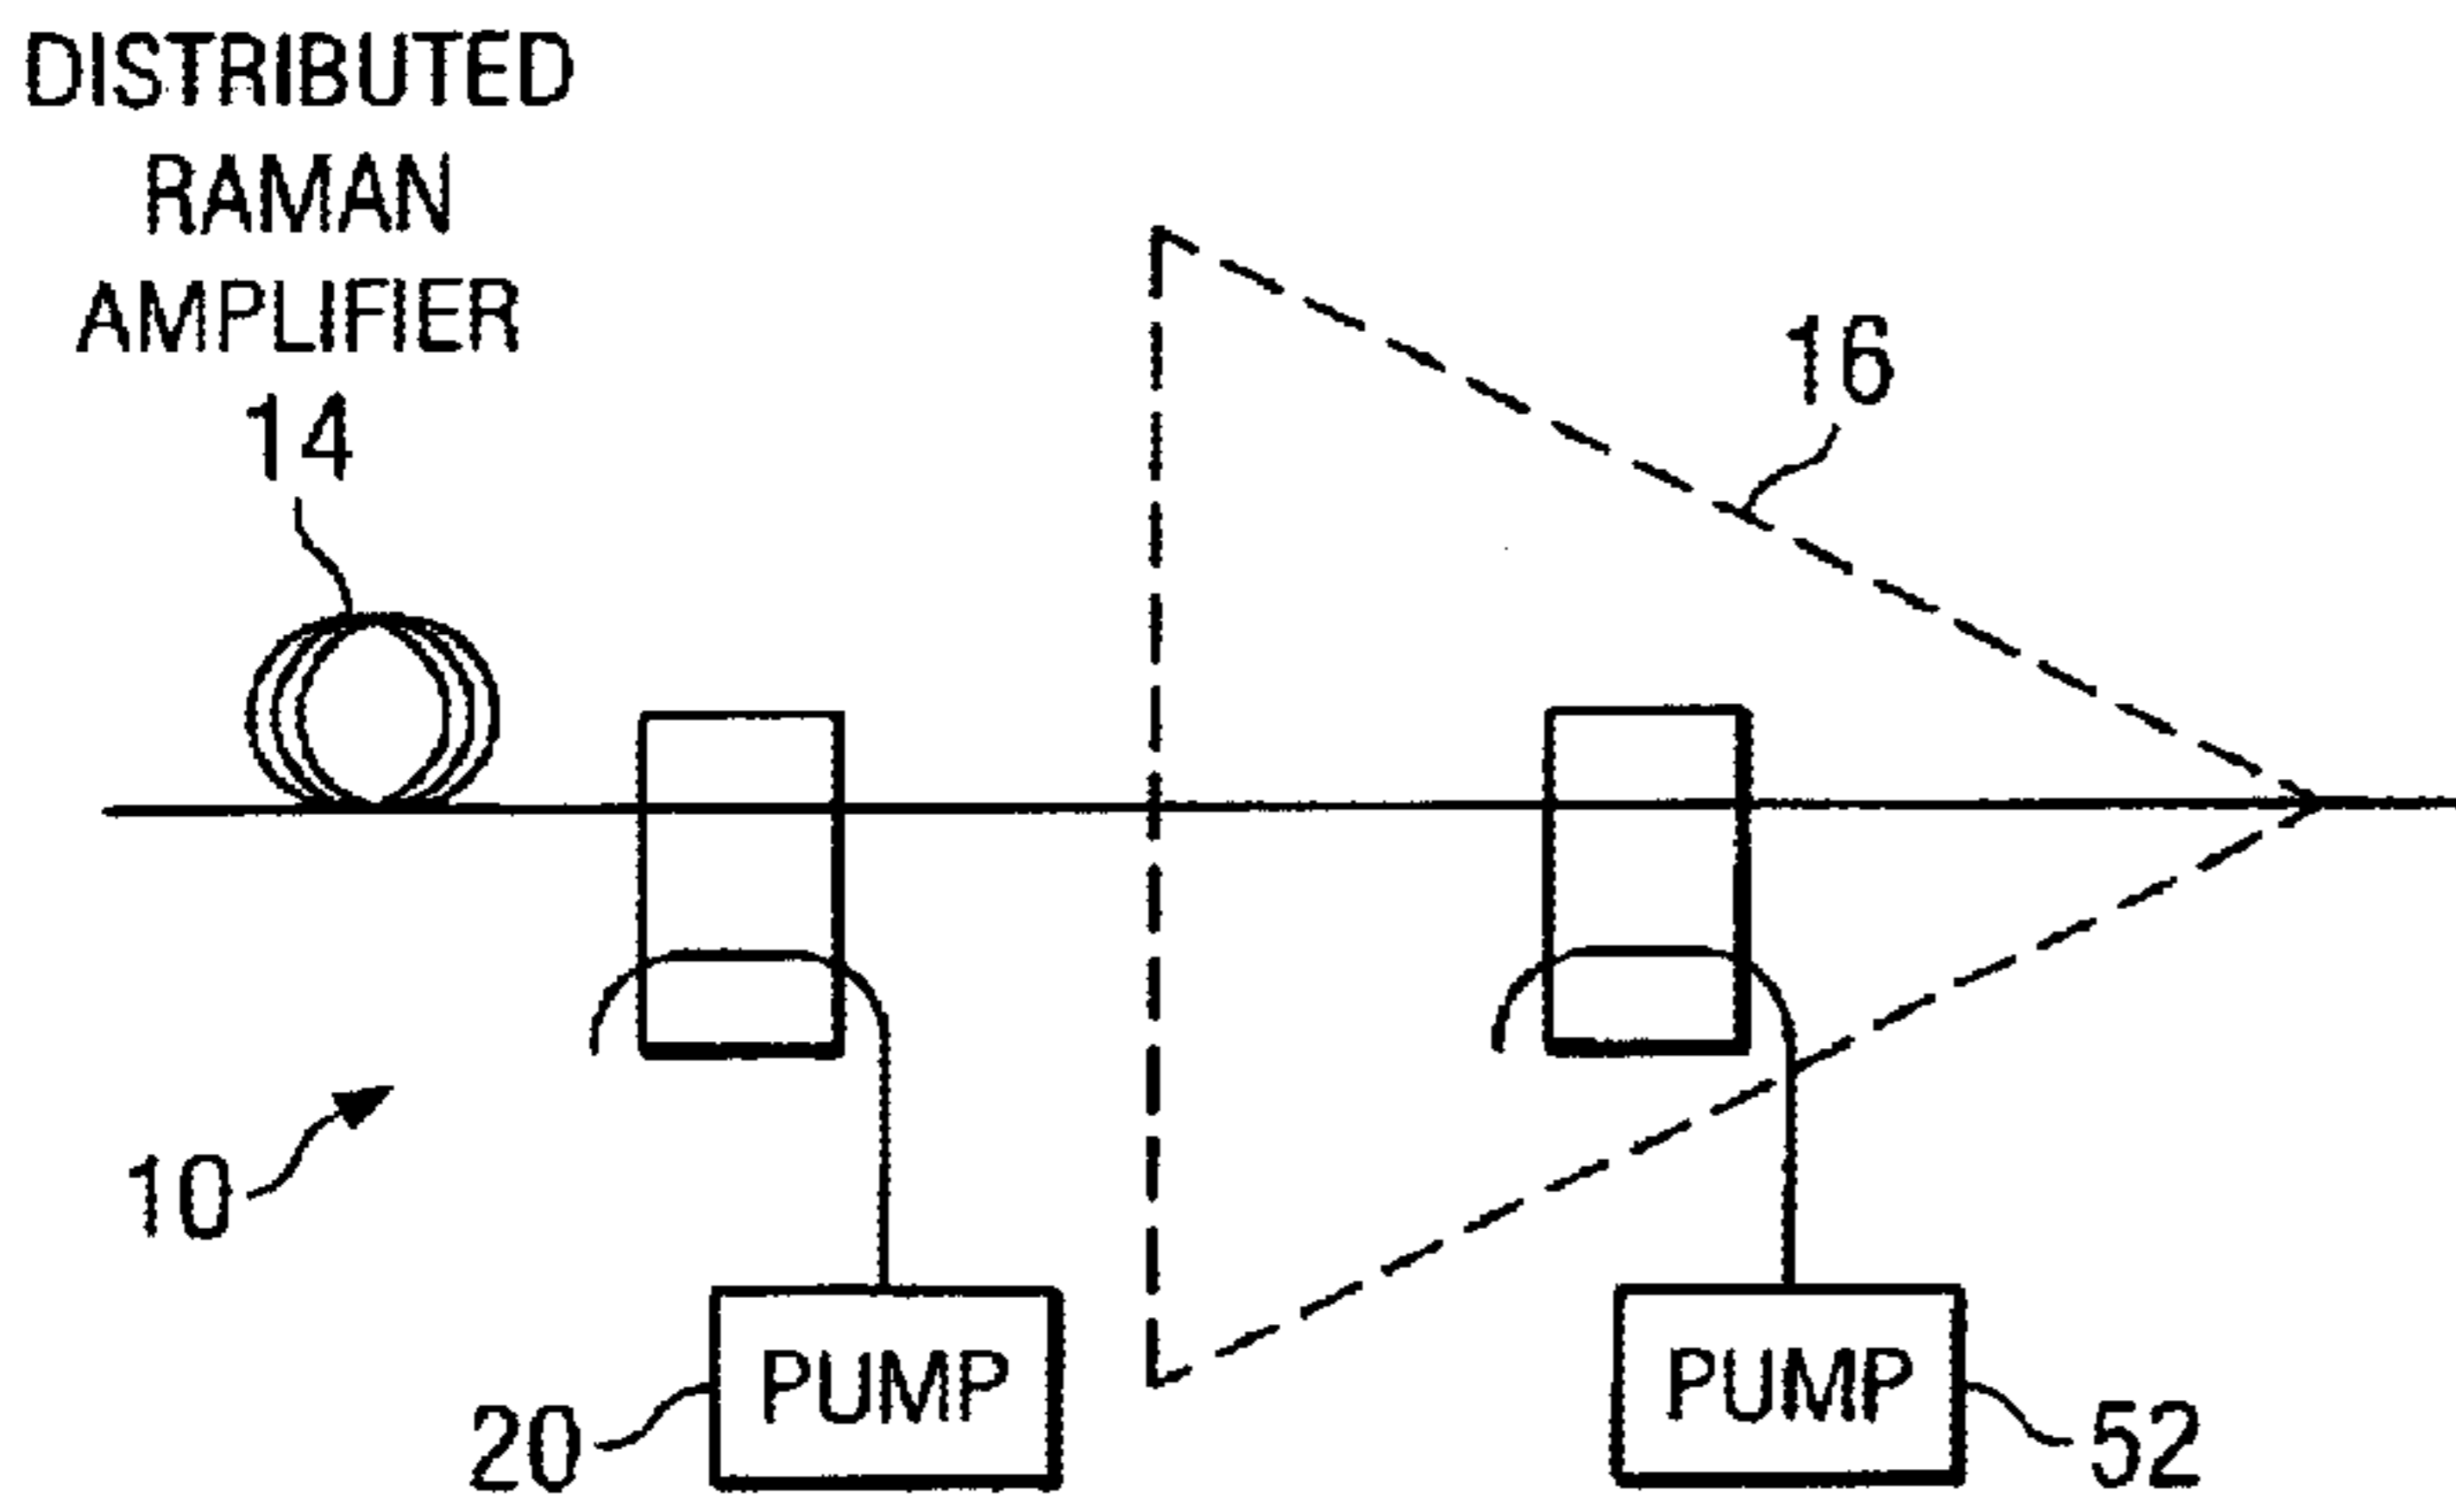 DISTRIBUTED
RAMAN
AMPLIFIER
14
16
10
PUMP
PUMP
20
52